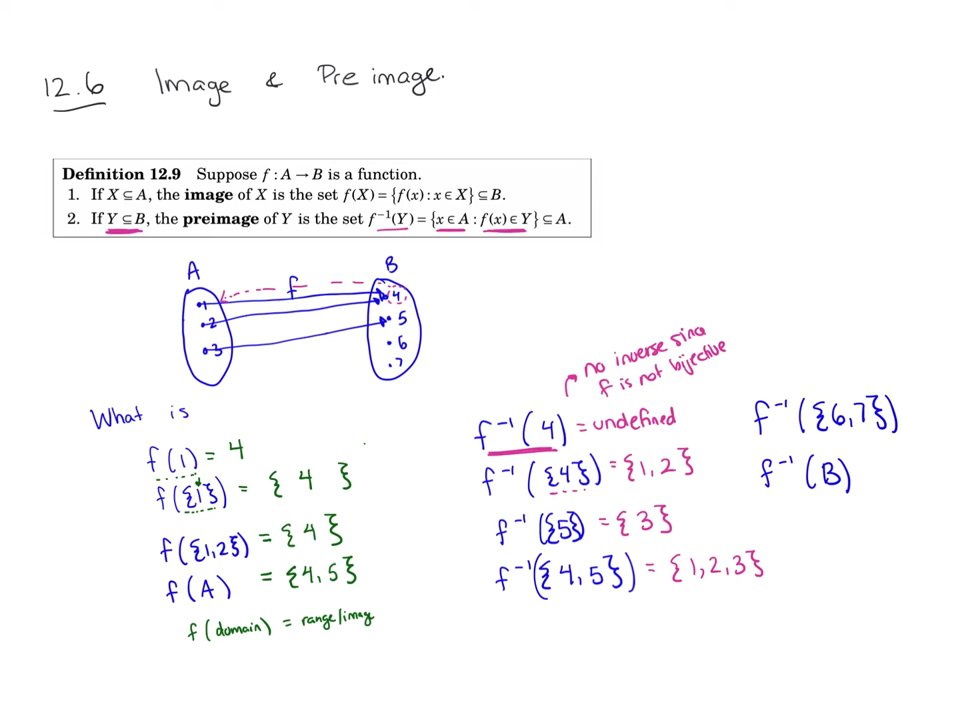 12.6 Image & Preimage.
Definition 12.9 Suppose f : A → B is a function.
1. If X ⊆ A, the image of X is the set f(X) = {f(x) : x ∈ X} ⊆ B.
2. If Y ⊆ B, the preimage of Y is the set f⁻¹(Y) = {x ∈ A : f(x) ∈ Y} ⊆ A.
A
f
B
1
2
3
4
5
6
7
What is
f(1) = 4
f({1}) = { 4 }
f({1,2}) = {4}
f(A) = {4,5}
f(domain) = range/imag
no inverse since
f is not bijective
f⁻¹(4) = undefined
f⁻¹({4}) = {1,2}
f⁻¹({5}) = {3}
f⁻¹({4,5}) = {1,2,3}
f⁻¹({6,7})
f⁻¹(B)